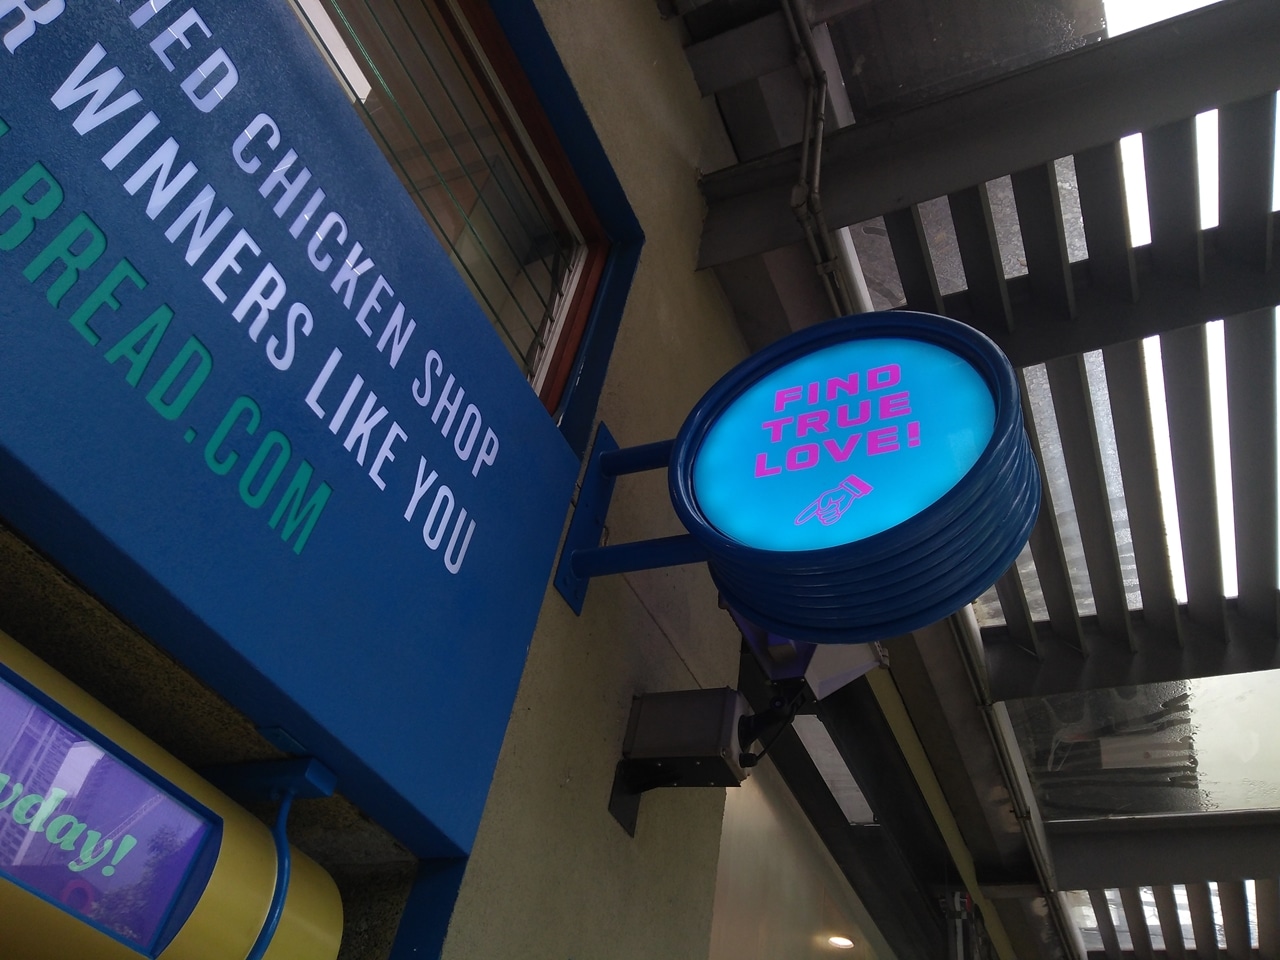 CHICKEN SHOP
WINNERS LIKE YOU
BREAD.COM
FIND
TRUE
LOVE!